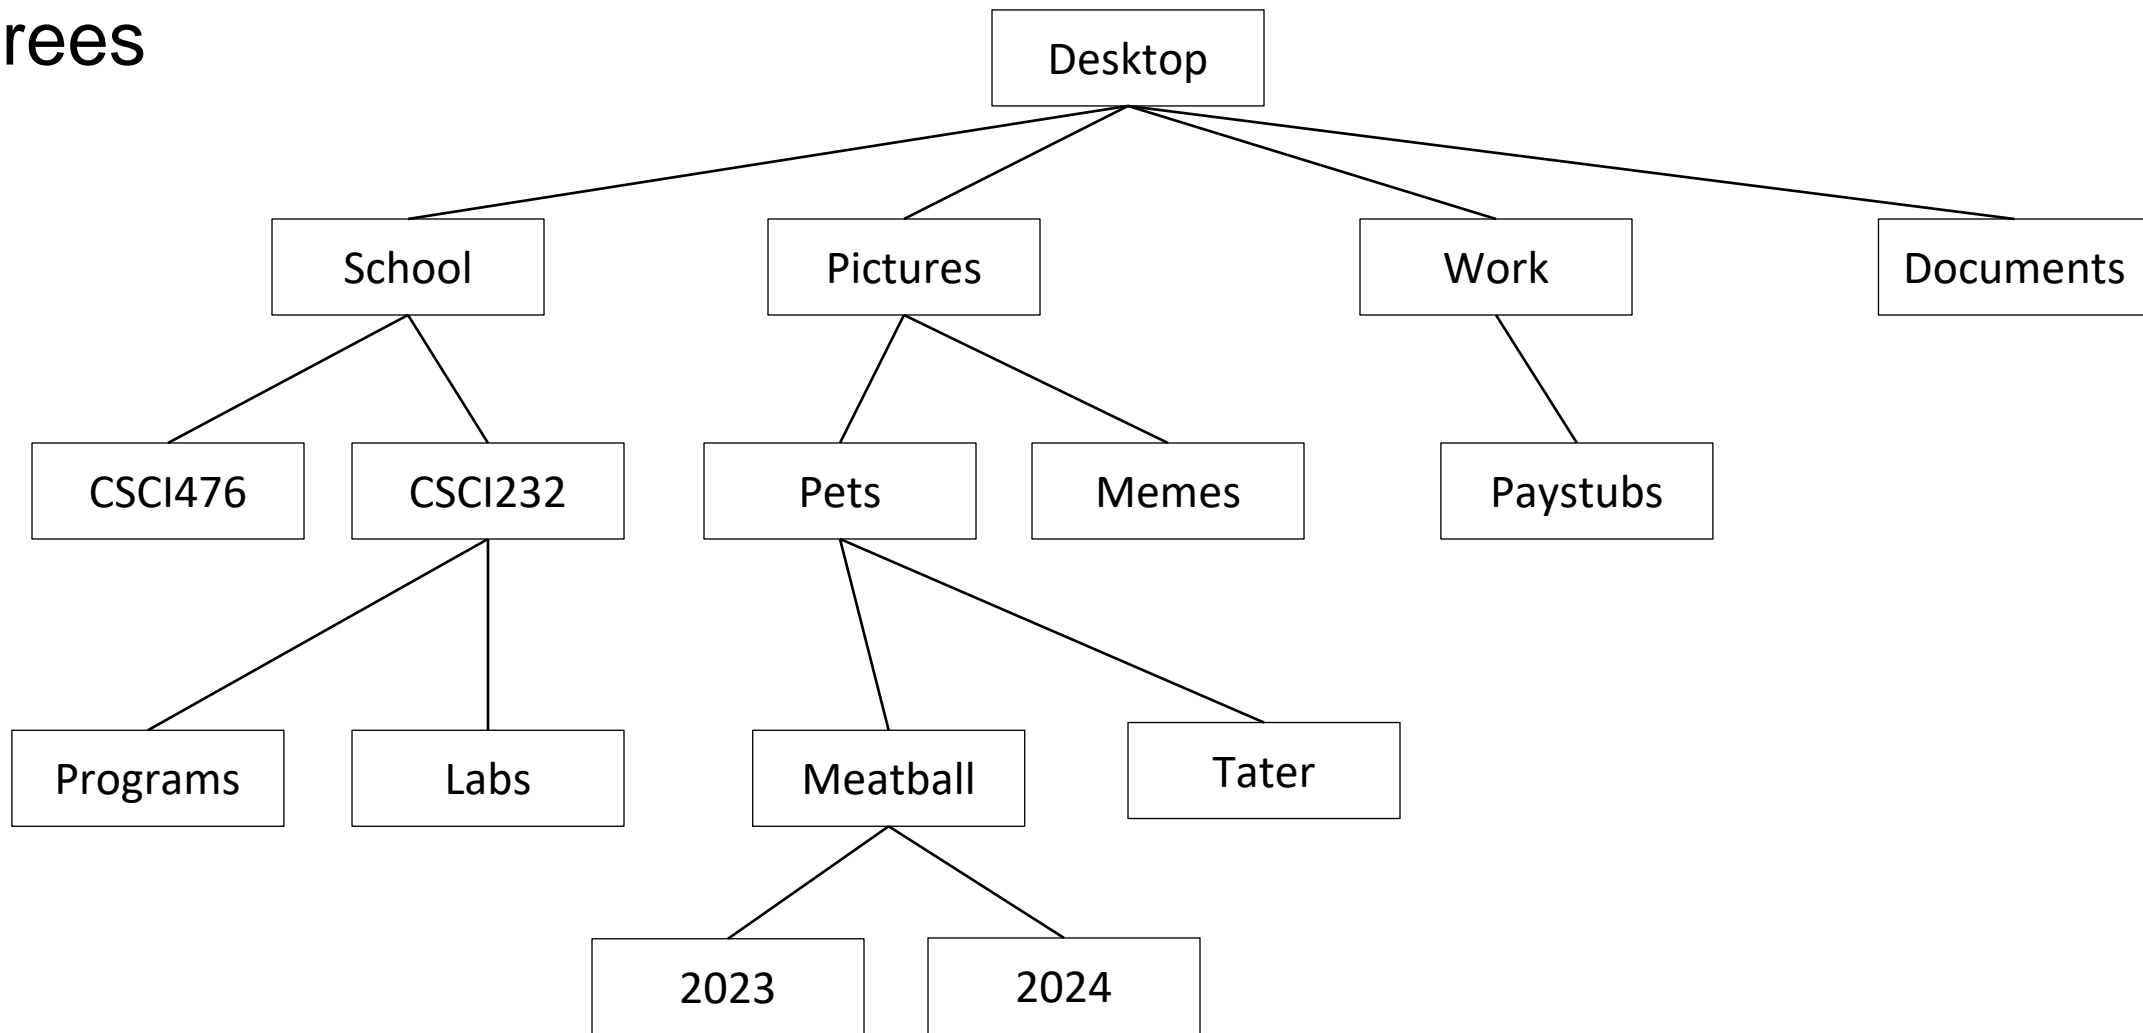 rees
Desktop
School
Pictures
Work
Documents
CSCI476
CSCI232
Pets
Memes
Paystubs
Programs
Labs
Meatball
Tater
2023
2024